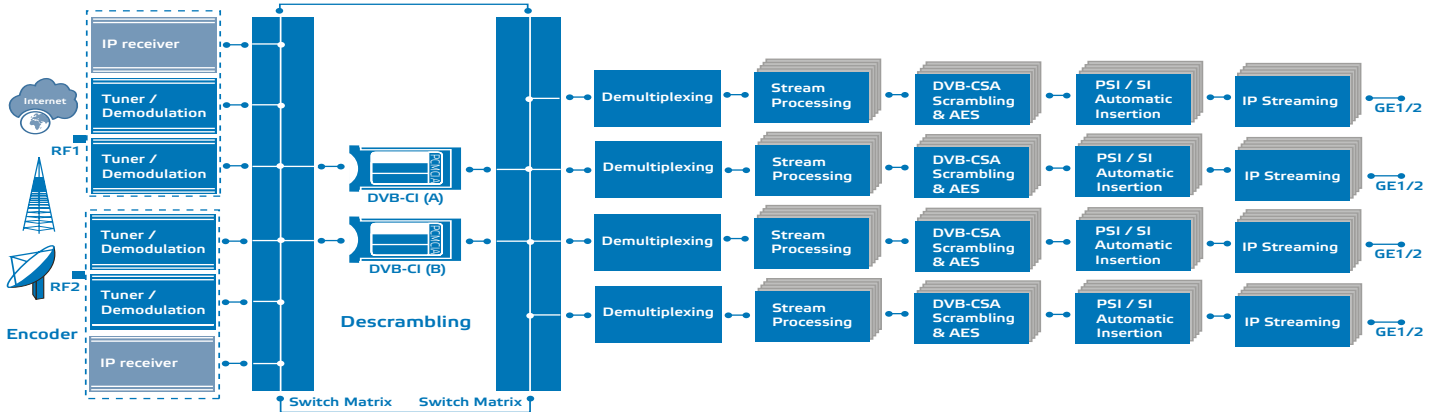 Internet
RF1
RF2
Encoder
IP receiver
Tuner /
Demodulation
Tuner /
Demodulation
Tuner /
Demodulation
Tuner /
Demodulation
IP receiver
PCMCIA
DVB-CI (A)
PCMCIA
DVB-CI (B)
Descrambling
Switch Matrix
Switch Matrix
Demultiplexing
Stream
Processing
DVB-CSA
Scrambling
& AES
PSI / SI
Automatic
Insertion
IP Streaming
GE1/2
Demultiplexing
Stream
Processing
DVB-CSA
Scrambling
& AES
PSI / SI
Automatic
Insertion
IP Streaming
GE1/2
Demultiplexing
Stream
Processing
DVB-CSA
Scrambling
& AES
PSI / SI
Automatic
Insertion
IP Streaming
GE1/2
Demultiplexing
Stream
Processing
DVB-CSA
Scrambling
& AES
PSI / SI
Automatic
Insertion
IP Streaming
GE1/2